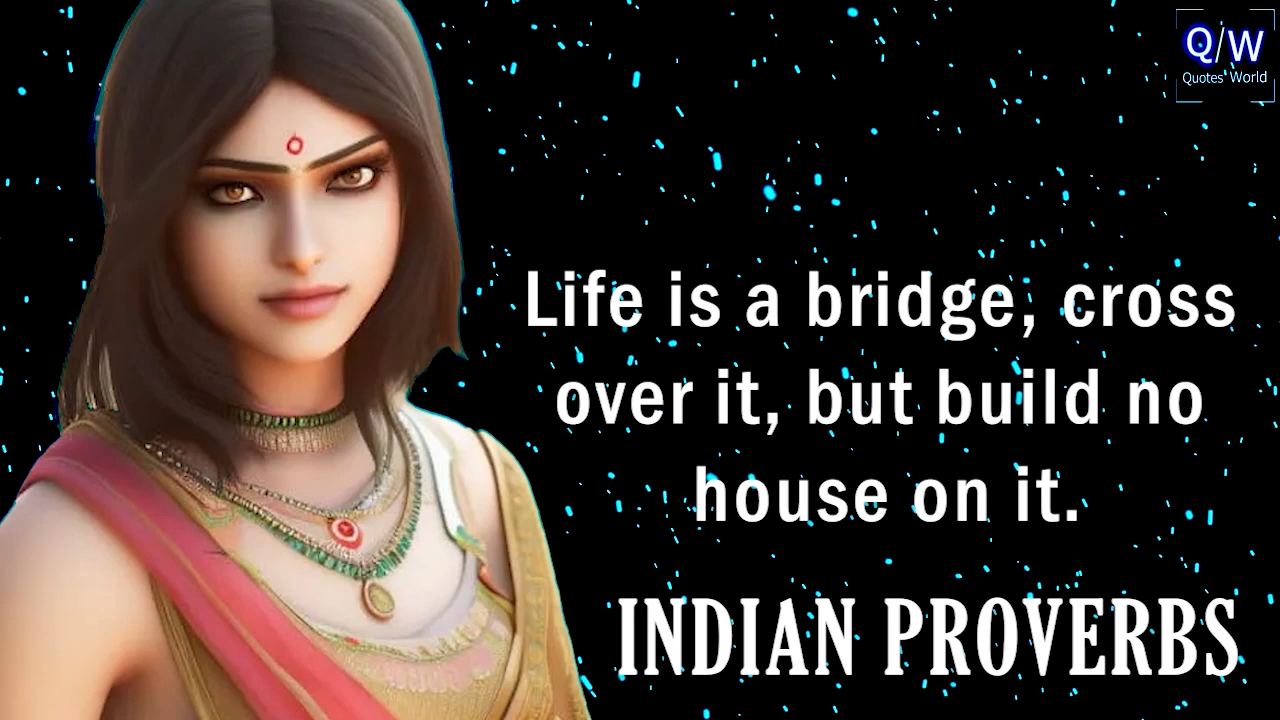 Q/W
Quotes World
Life is a bridge, cross
over it, but build no
house on it.
INDIAN PROVERBS